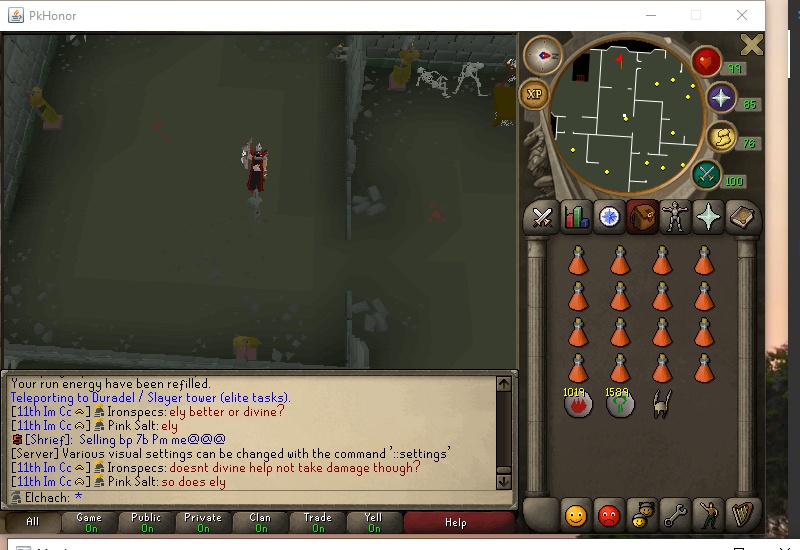 PkHonor
XP
99
85
76
100
1019 1589
Your run energy have been refilled.
Teleporting to Duradel / Slayer tower (elite tasks).
[11th Im Cc] Ironspecs: ely better or divine?
[11th Im Cc] Pink Salt: ely
[Shrief]: Selling bp 7b Pm me@@@
[Server] Various visual settings can be changed with the command '::settings'
[11th Im Cc] Ironspecs: doesnt divine help not take damage though?
[11th Im Cc] Pink Salt: so does ely
Elchach: *
All Game On Public On Private On Clan On Trade On Yell On Help